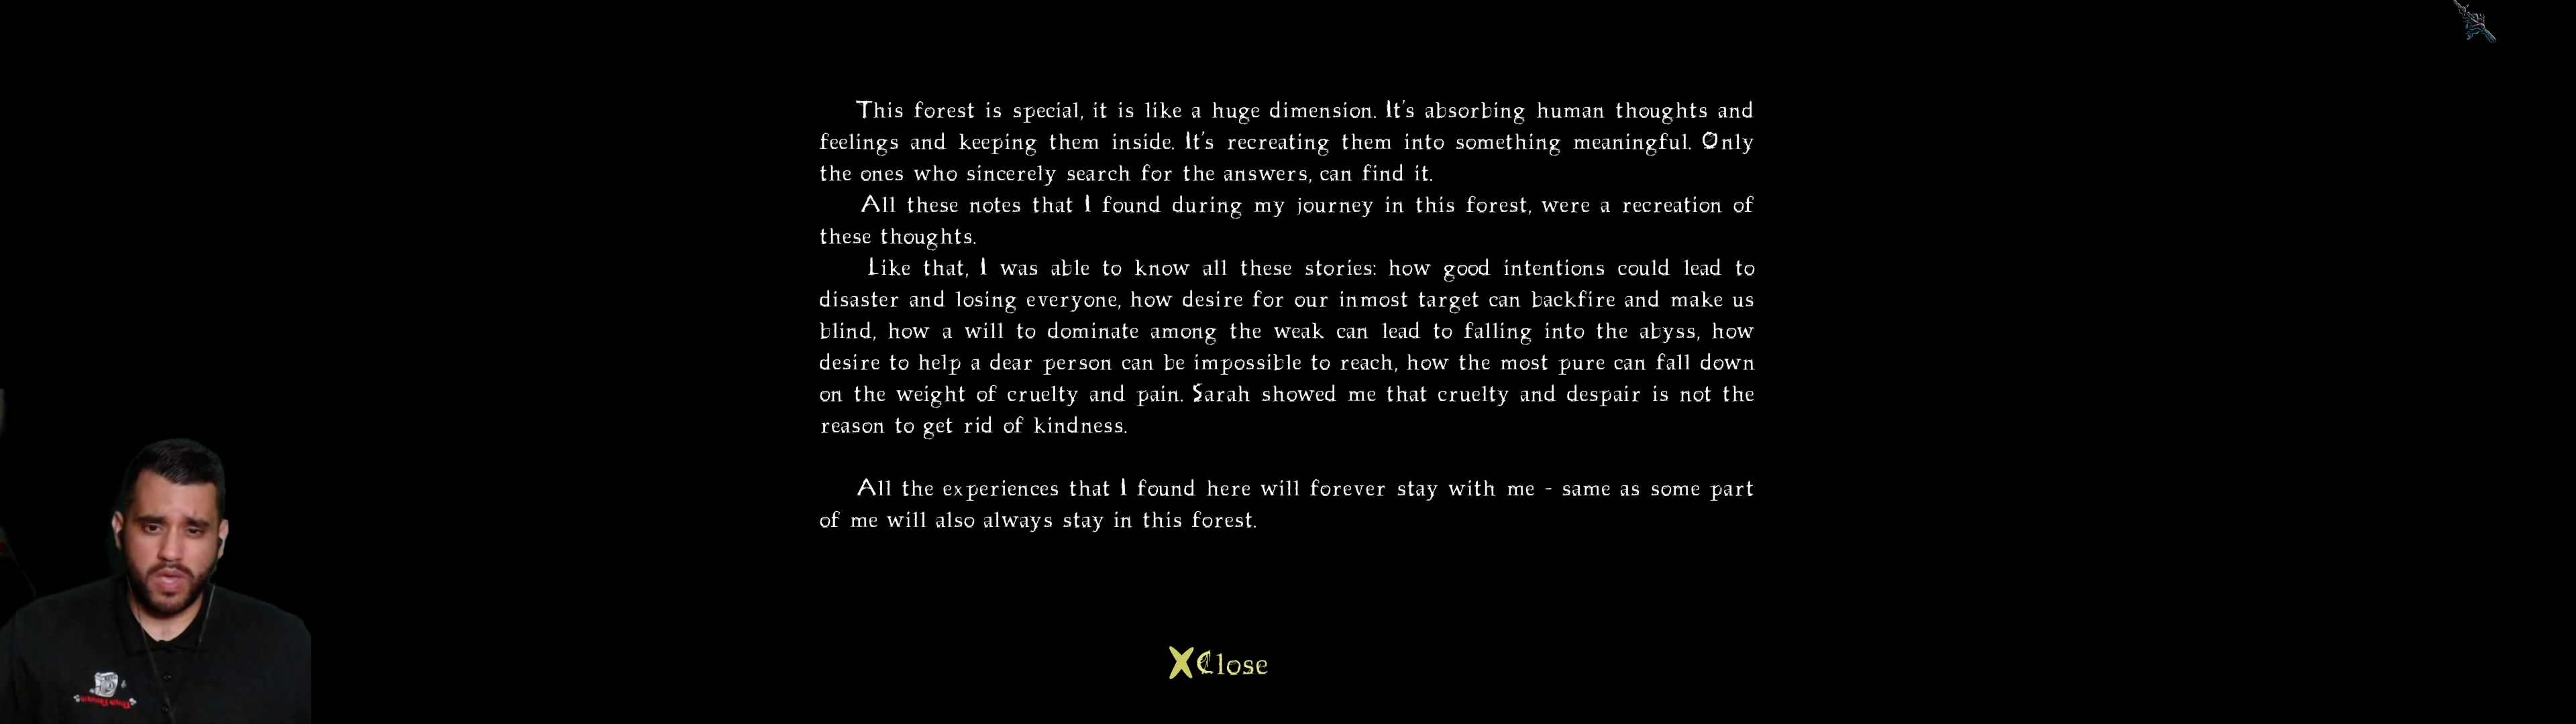 This forest is special, it is like a huge dimension. It's absorbing human thoughts and
feelings and keeping them inside. It's recreating them into something meaningful. Only
the ones who sincerely search for the answers, can find it.
All these notes that I found during my journey in this forest, were a recreation of
these thoughts.
Like that, I was able to know all these stories: how good intentions could lead to
disaster and losing everyone, how desire for our inmost target can backfire and make us
blind, how a will to dominate among the weak can lead to falling into the abyss, how
desire to help a dear person can be impossible to reach, how the most pure can fall down
on the weight of cruelty and pain. Sarah showed me that cruelty and despair is not the
reason to get rid of kindness.
All the experiences that I found here will forever stay with me - same as some part
of me will also always stay in this forest.
XClose